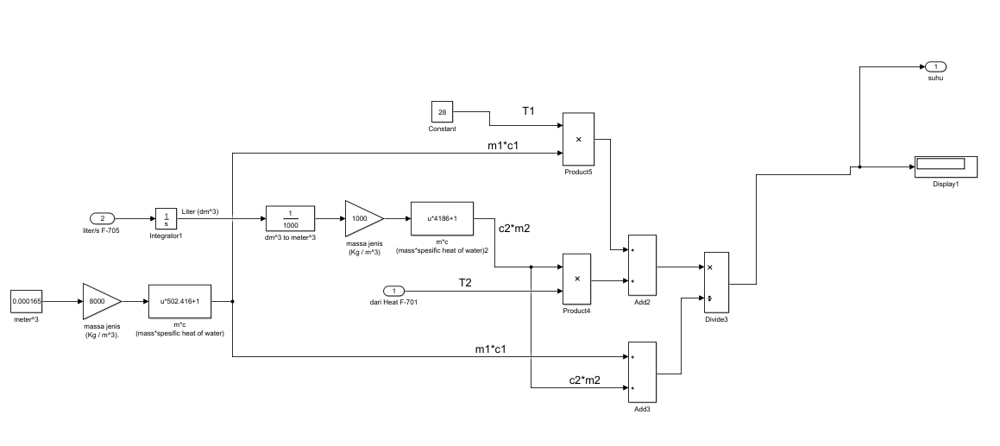 1
suhu
28
Constant
T1
m1*c1
×
Product5
Display1
2
liter/s F-705
1
s
Integrator1
Liter (dm^3)
1
1000
dm^3 to meter^3
1000
massa jenis
(Kg / m^3)
u*4186+1
m*c
(mass*spesific heat of water)2
c2*m2
×
Product4
T2
1
dari Heat F-701
+
+
Add2
×
÷
Divide3
0.000165
meter^3
8000
massa jenis
(Kg / m^3).
u*502.416+1
m*c
(mass*spesific heat of water)
m1*c1
c2*m2
+
+
Add3